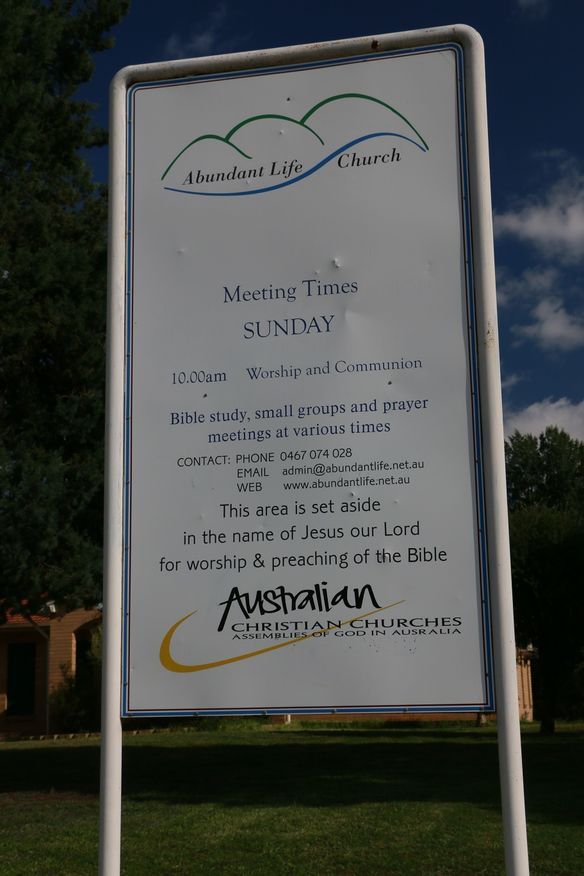 Abundant Life Church
Meeting Times
SUNDAY
10.00am Worship and Communion
Bible study, small groups and prayer
meetings at various times
CONTACT: PHONE 0467 074 028
EMAIL admin@abundantlife.net.au
WEB www.abundantlife.net.au
This area is set aside
in the name of Jesus our Lord
for worship & preaching of the Bible
Australian
CHRISTIAN CHURCHES
ASSEMBLIES OF GOD IN AUSRALIA